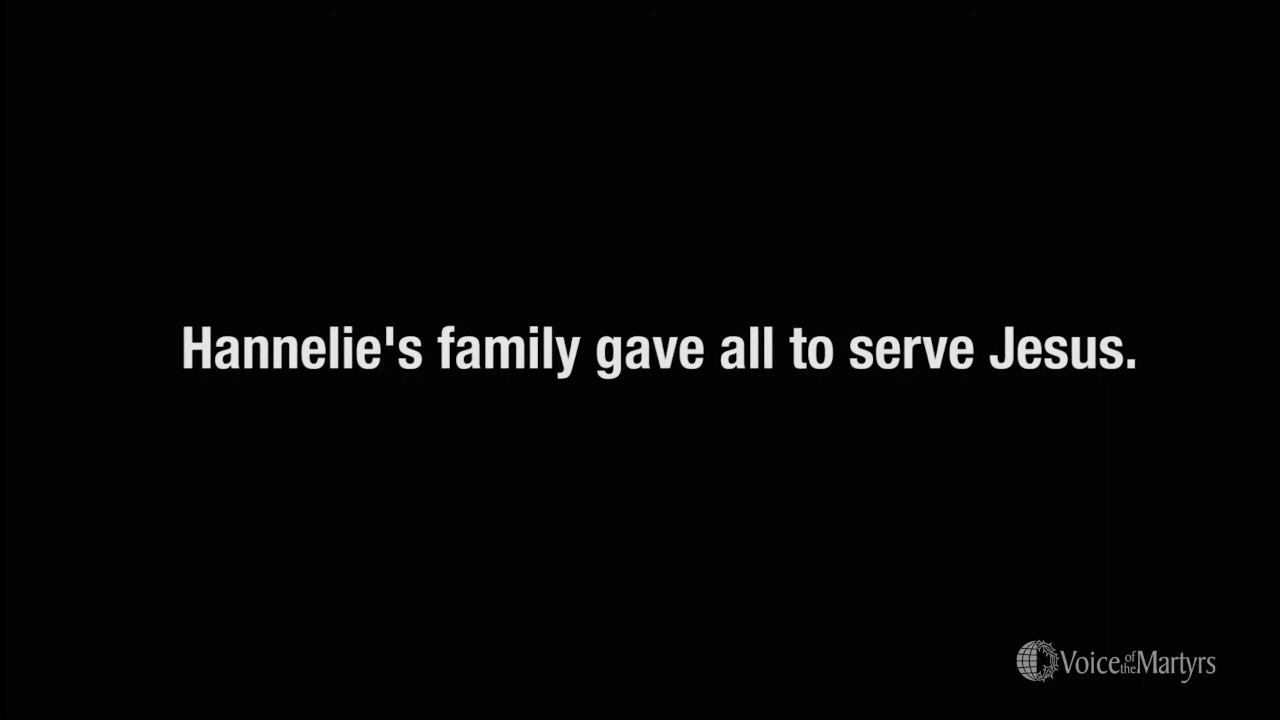 Hannelie's family gave all to serve Jesus.
Voice of the Martyrs